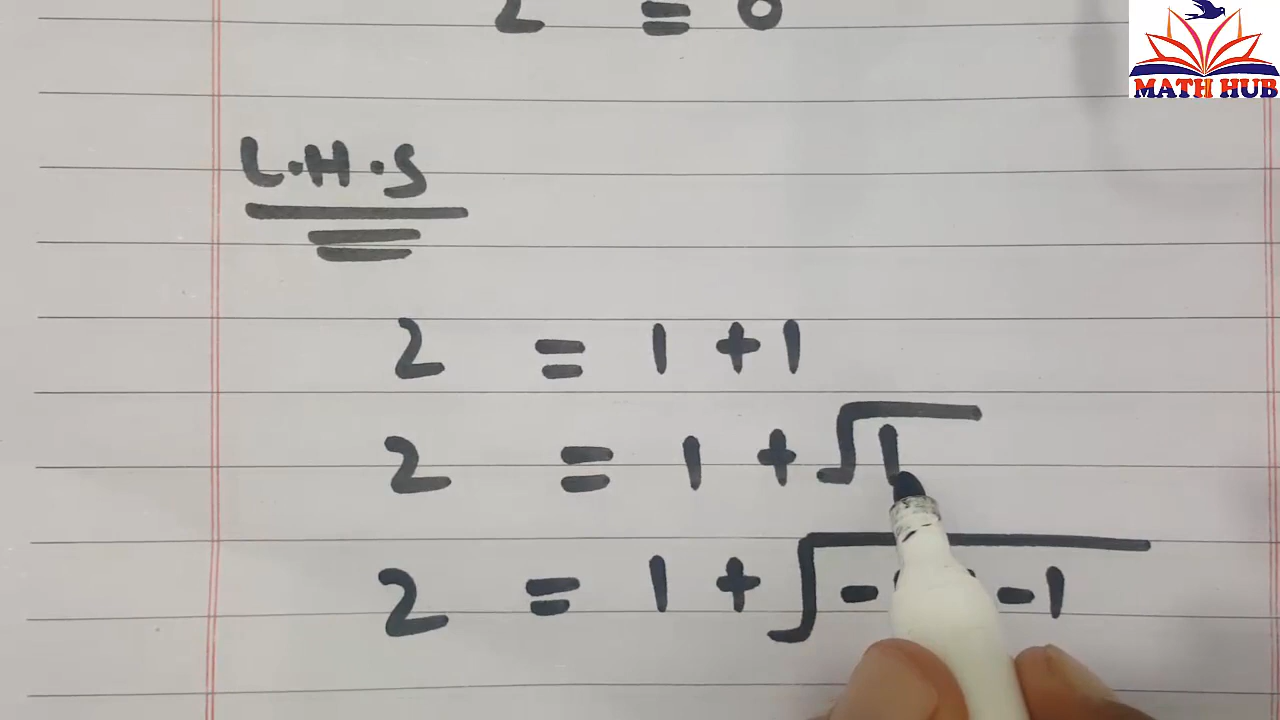 2 = 0
MATH HUB
L.H.S
2 = 1 + 1
2 = 1 + √1
2 = 1 + √- -1